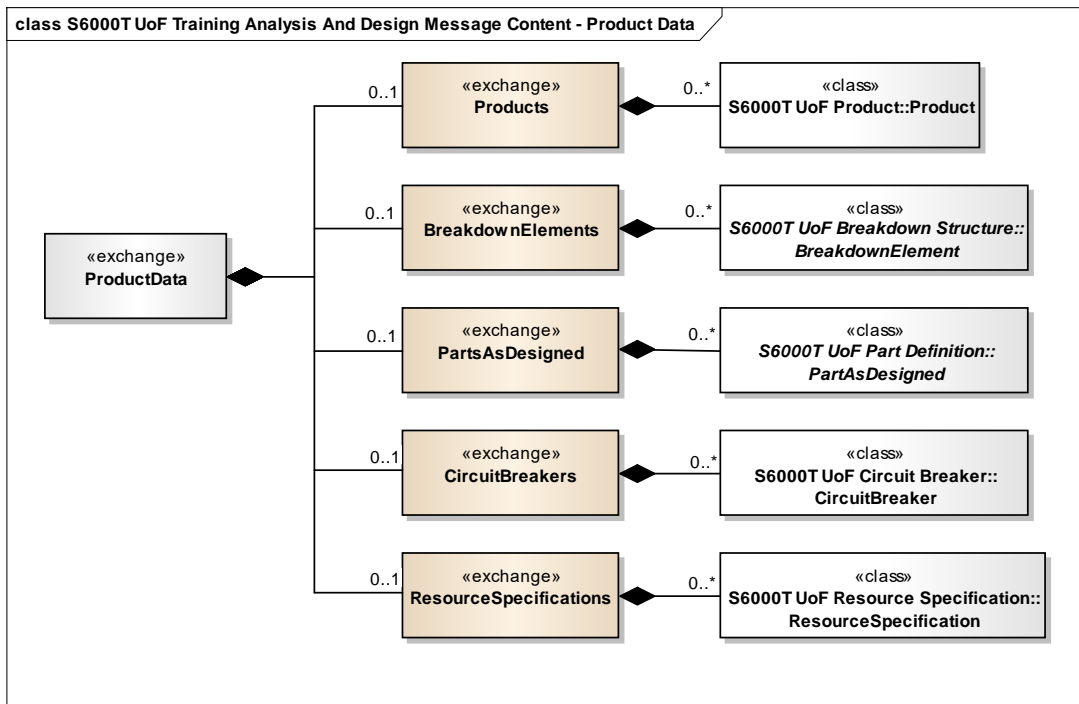 class S6000T UoF Training Analysis And Design Message Content - Product Data
«exchange»
ProductData
0..1
«exchange»
Products
0..*
«class»
S6000T UoF Product::Product
0..1
«exchange»
BreakdownElements
0..*
«class»
S6000T UoF Breakdown Structure::
BreakdownElement
0..1
«exchange»
PartsAsDesigned
0..*
«class»
S6000T UoF Part Definition::
PartAsDesigned
0..1
«exchange»
CircuitBreakers
0..*
«class»
S6000T UoF Circuit Breaker::
CircuitBreaker
0..1
«exchange»
ResourceSpecifications
0..*
«class»
S6000T UoF Resource Specification::
ResourceSpecification